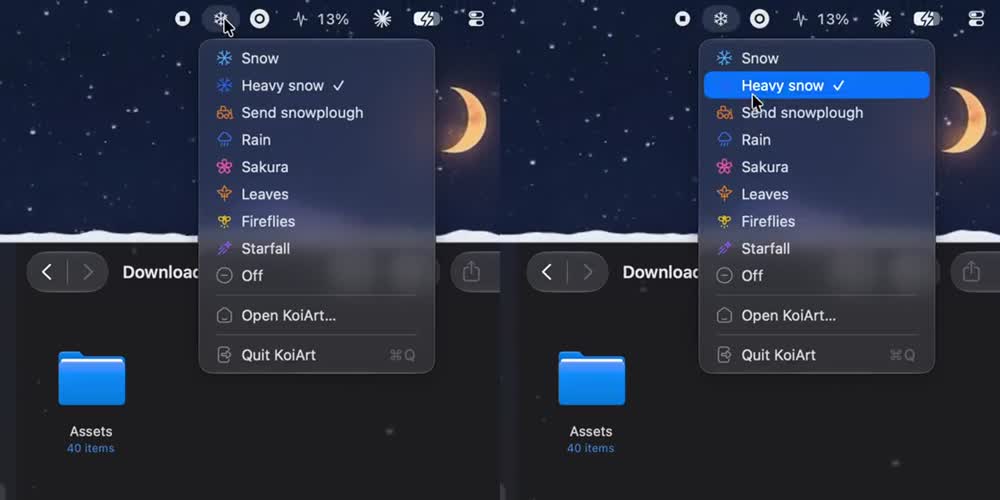 13%
Snow
Heavy snow ✓
Send snowplough
Rain
Sakura
Leaves
Fireflies
Starfall
Off
Open KoiArt...
Quit KoiArt ⌘Q
Downloa
Assets
40 items
13%
Snow
Heavy snow ✓
Send snowplough
Rain
Sakura
Leaves
Fireflies
Starfall
Off
Open KoiArt...
Quit KoiArt ⌘Q
Downloa
Assets
40 items